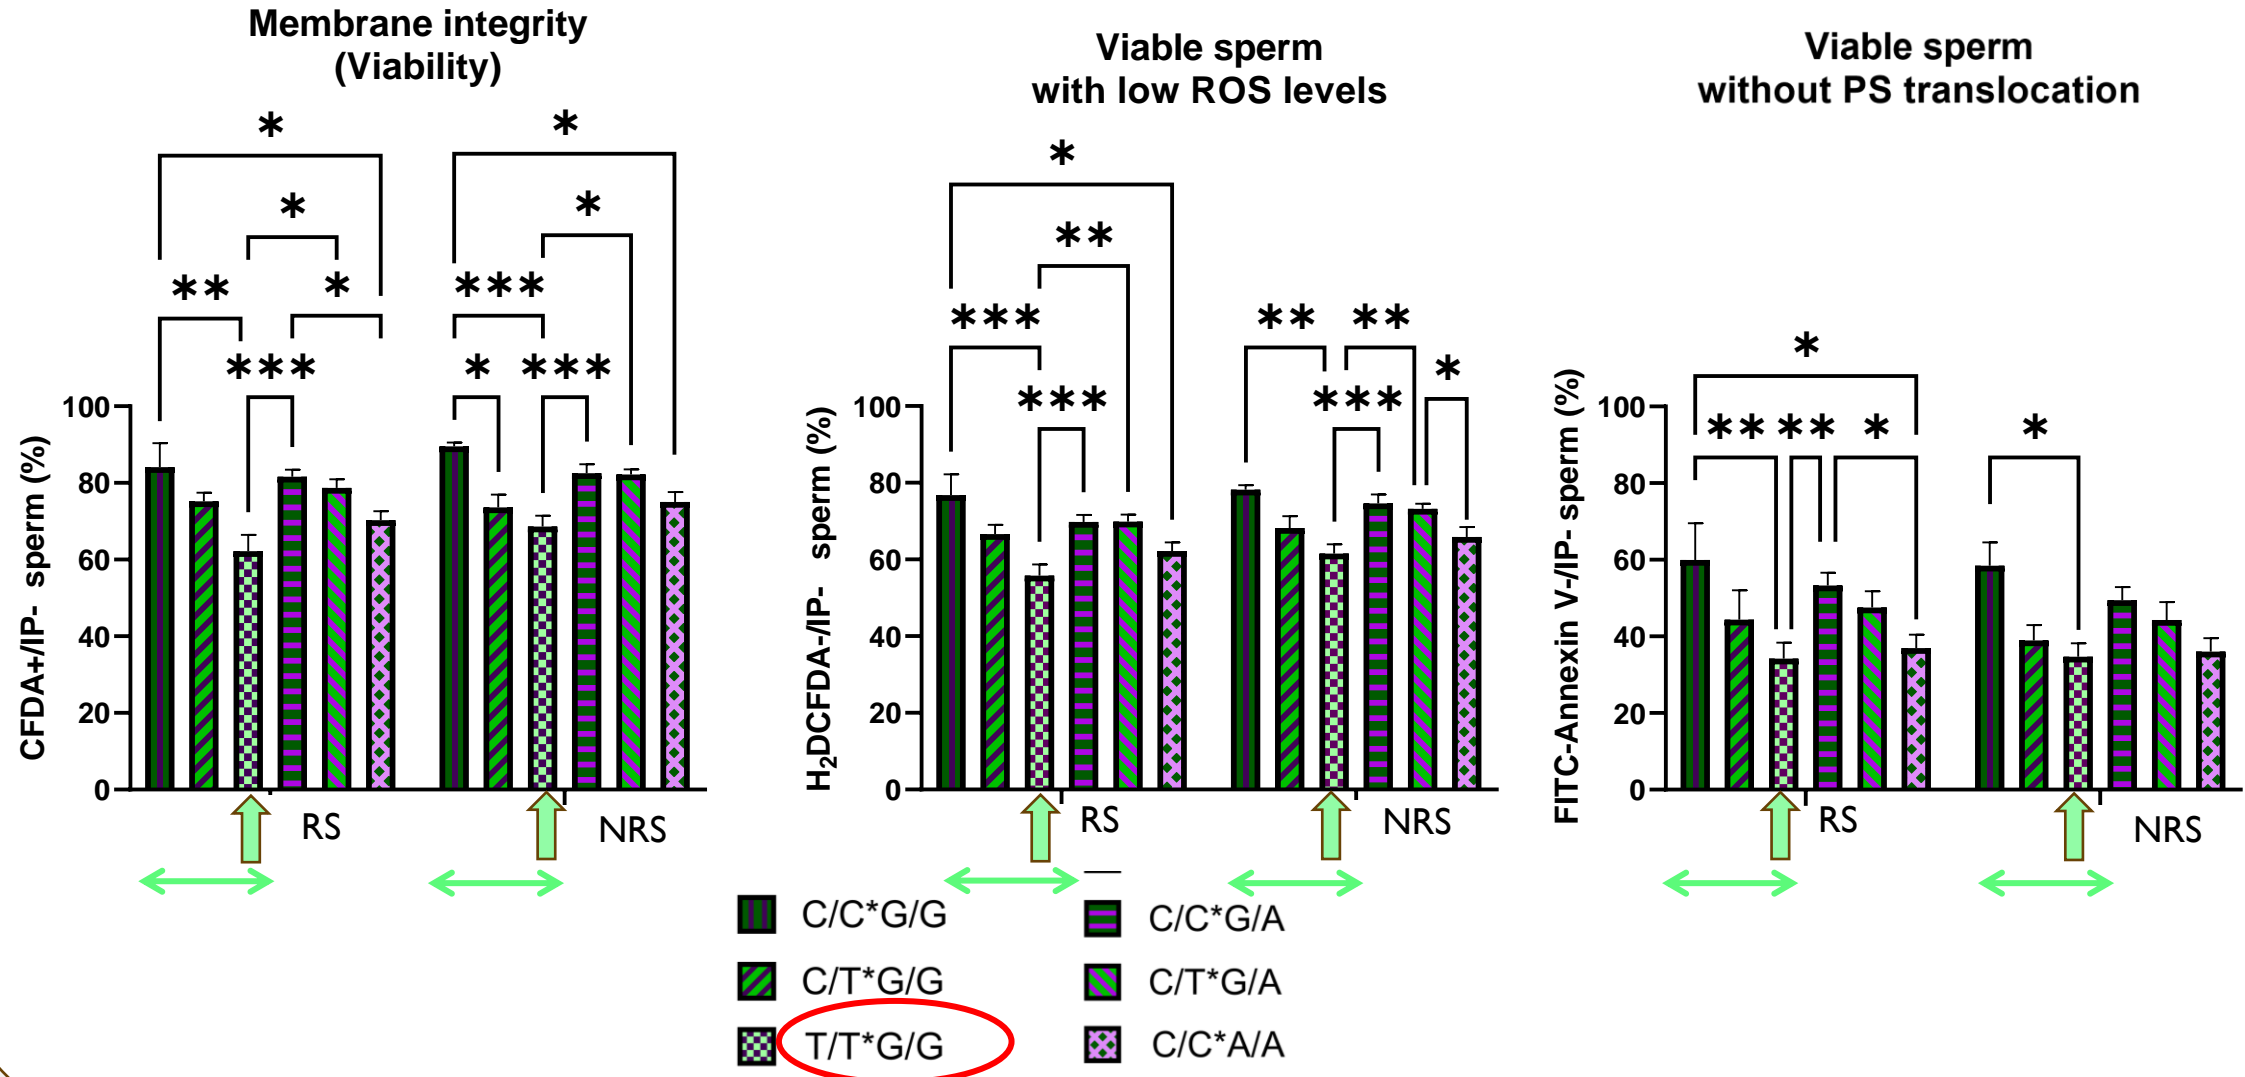 Membrane integrity
(Viability)
*
*
*
*
**
*
***
*
***
*
***
CFDA+/IP- sperm (%)
100
80
60
40
20
0
RS
NRS
Viable sperm
with low ROS levels
*
**
***
**
**
*
***
***
H₂DCFDA-/IP- sperm (%)
100
80
60
40
20
0
RS
NRS
Viable sperm
without PS translocation
*
**
**
*
*
FITC-Annexin V-/IP- sperm (%)
100
80
60
40
20
0
RS
NRS
C/C*G/G
C/T*G/G
T/T*G/G
C/C*G/A
C/T*G/A
C/C*A/A